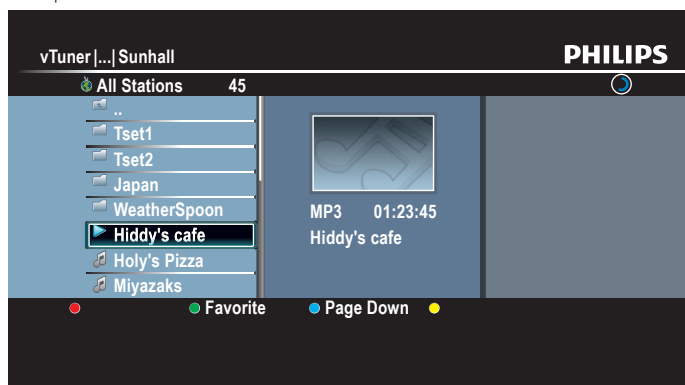 vTuner|...| Sunhall
PHILIPS
All Stations 45
..
Tset1
Tset2
Japan
WeatherSpoon
Hiddy's cafe
Holy's Pizza
Miyazaks
MP3 01:23:45
Hiddy's cafe
Favorite Page Down